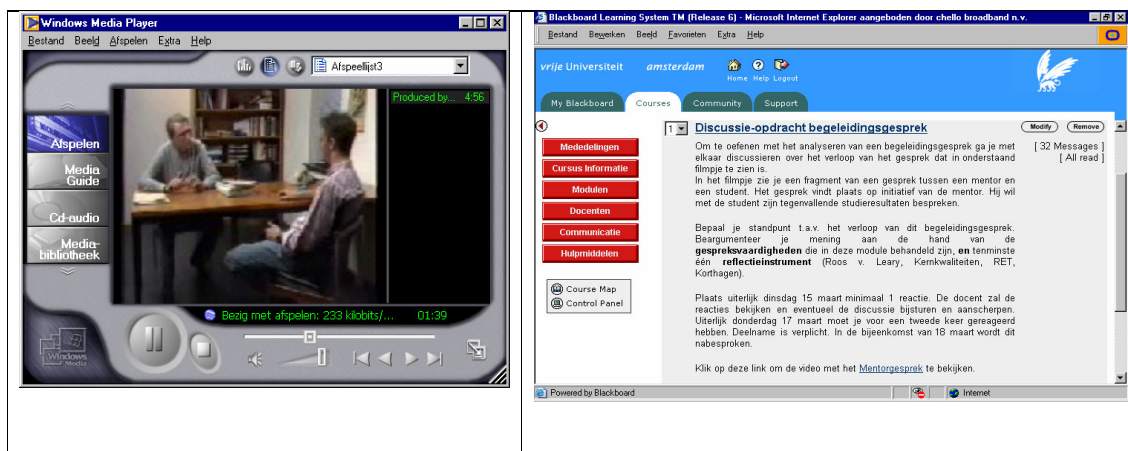 Windows Media Player
Bestand Beeld Afspelen Extra Help
Afspeellijst3
Produced by... 4:56
Afspelen
Media
Guide
Cd-audio
Media-
bibliotheek
Bezig met afspelen: 233 kilobits/... 01:39
Windows
Media
Blackboard Learning System TM (Release 6) - Microsoft Internet Explorer aangeboden door chello broadband n.v.
Bestand Bewerken Beeld Favorieten Extra Help
vrije Universiteit amsterdam
Home Help Logout
My Blackboard Courses Community Support
Mededelingen
Cursus Informatie
Modulen
Docenten
Communicatie
Hulpmiddelen
Course Map
Control Panel
1 Discussie-opdracht begeleidingsgesprek
Modify Remove
[ 32 Messages ]
[ All read ]
Om te oefenen met het analyseren van een begeleidingsgesprek ga je met
elkaar discussieren over het verloop van het gesprek dat in onderstaand
filmpje te zien is.
In het filmpje zie je een fragment van een gesprek tussen een mentor en
een student. Het gesprek vindt plaats op initiatief van de mentor. Hij wil
met de student zijn tegenvallende studieresultaten bespreken.
Bepaal je standpunt t.a.v. het verloop van dit begeleidingsgesprek.
Beargumenteer je mening aan de hand van de
gespreksvaardigheden die in deze module behandeld zijn, en tenminste
één reflectieinstrument (Roos v. Leary, Kernkwaliteiten, RET,
Korthagen).
Plaats uiterlijk dinsdag 15 maart minimaal 1 reactie. De docent zal de
reacties bekijken en eventueel de discussie bijsturen en aanscherpen.
Uiterlijk donderdag 17 maart moet je voor een tweede keer gereageerd
hebben. Deelname is verplicht. In de bijeenkomst van 18 maart wordt dit
nabesproken.
Klik op deze link om de video met het Mentorgesprek te bekijken.
Powered by Blackboard
Internet